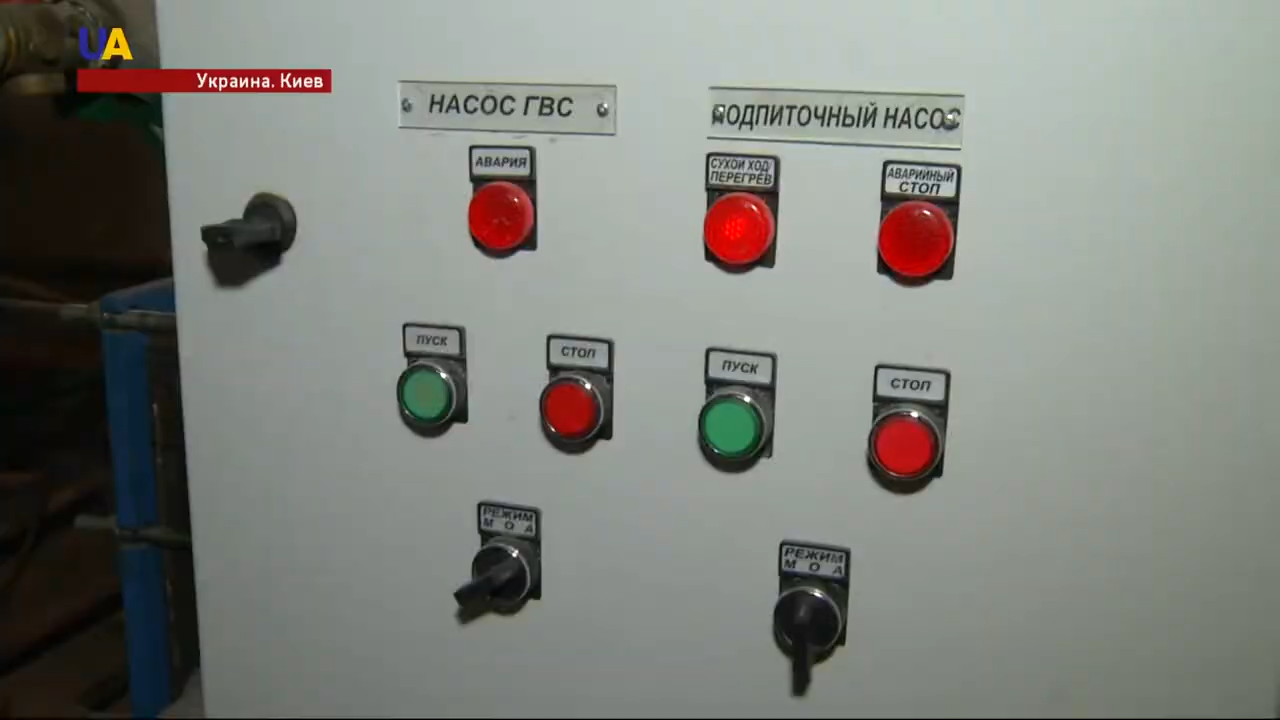 UA
Украина. Киев
НАСОС ГВС
ПОДПИТОЧНЫЙ НАСОС
АВАРИЯ
СУХОЙ ХОД/
ПЕРЕГРЕВ
АВАРИЙНЫЙ
СТОП
ПУСК
СТОП
ПУСК
СТОП
РЕЖИМ
М О А
РЕЖИМ
М О А